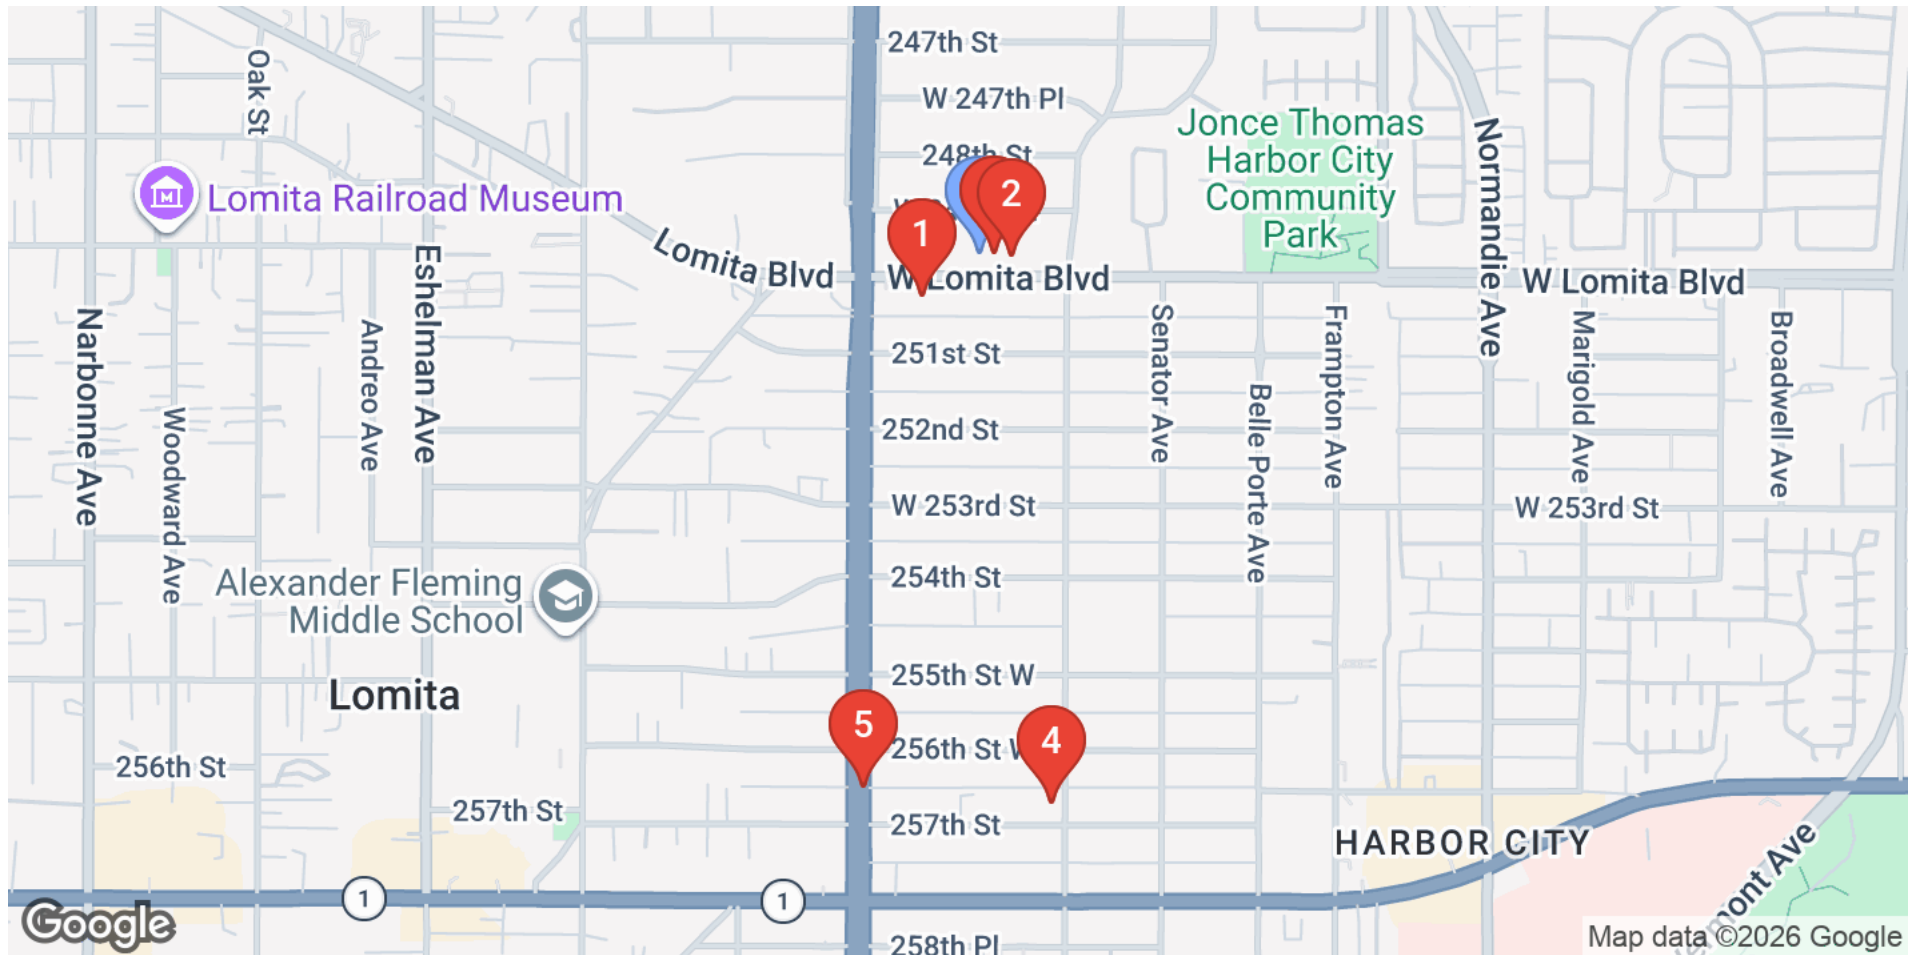 247th St
Oak St
W 247th Pl
Jonce Thomas
Harbor City
Community
Park
248th St
Normandie Ave
2
Lomita Railroad Museum
M
W
1
Lomita Blvd
W Lomita Blvd
W Lomita Blvd
Eshelman Ave
Narbonne Ave
Andreo Ave
Woodward Ave
251st St
Senator Ave
Frampton Ave
Marigold Ave
Broadwell Ave
Belle Porte Ave
252nd St
W 253rd St
W 253rd St
254th St
Alexander Fleming
Middle School
255th St W
Lomita
5
4
256th St W
256th St
257th St
257th St
HARBOR CITY
1
1
258th Pl
Google
Map data ©2026 Google